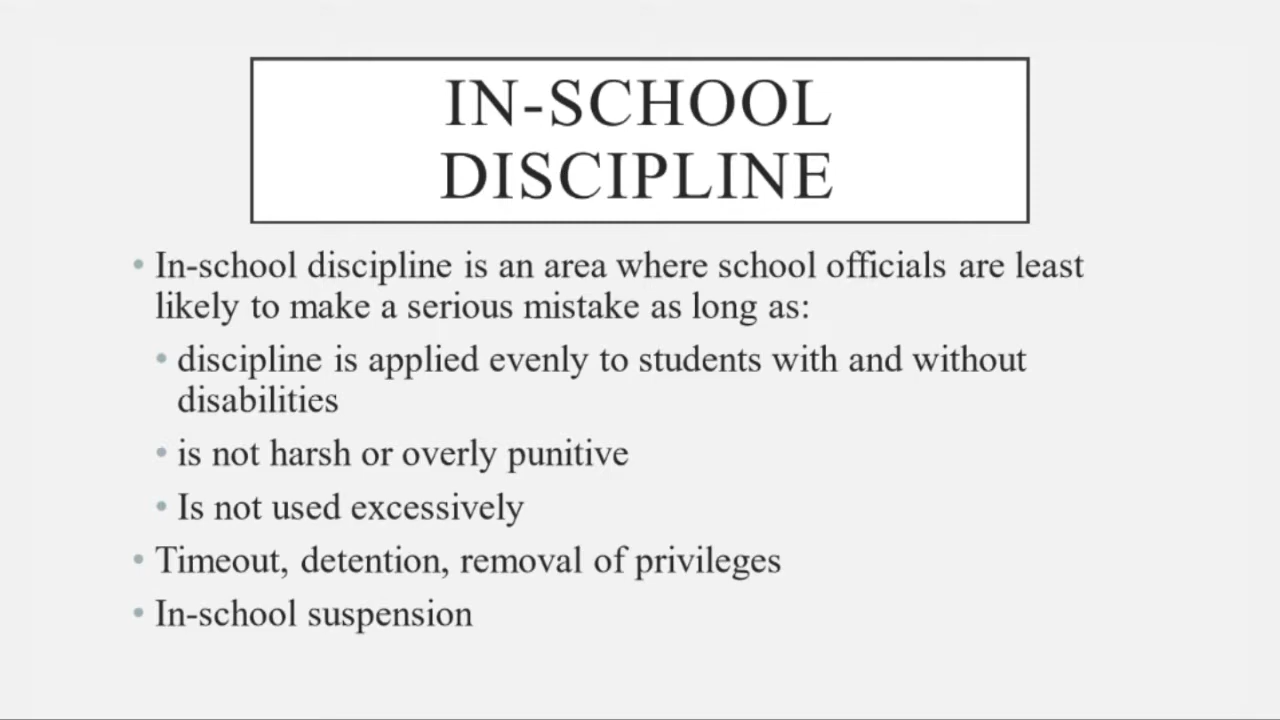 IN-SCHOOL
DISCIPLINE
• In-school discipline is an area where school officials are least
likely to make a serious mistake as long as:
• discipline is applied evenly to students with and without
disabilities
• is not harsh or overly punitive
• Is not used excessively
• Timeout, detention, removal of privileges
• In-school suspension